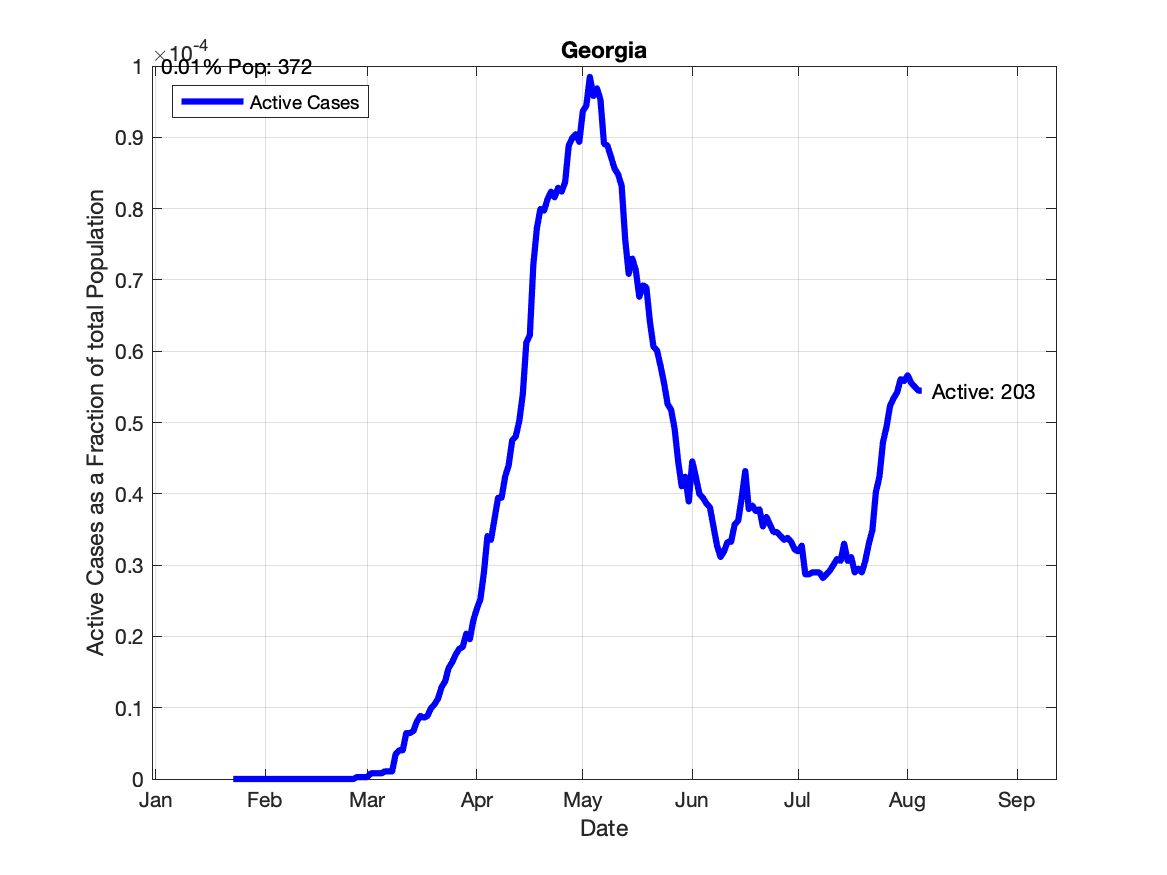 Georgia
×10-4
0.01% Pop: 372
Active Cases
1
0.9
0.8
0.7
0.6
0.5
0.4
0.3
0.2
0.1
0
Active Cases as a Fraction of total Population
Active: 203
Jan Feb Mar Apr May Jun Jul Aug Sep
Date